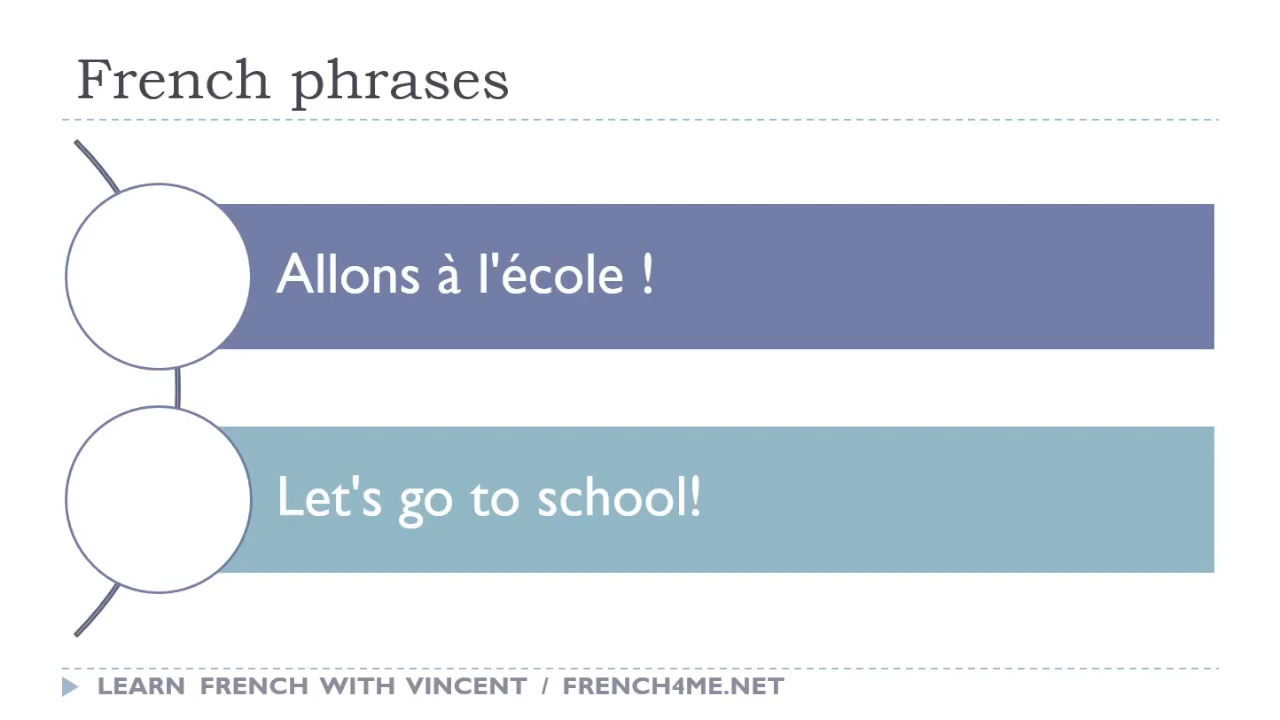 French phrases
Allons à l'école !
Let's go to school!
LEARN FRENCH WITH VINCENT / FRENCH4ME.NET